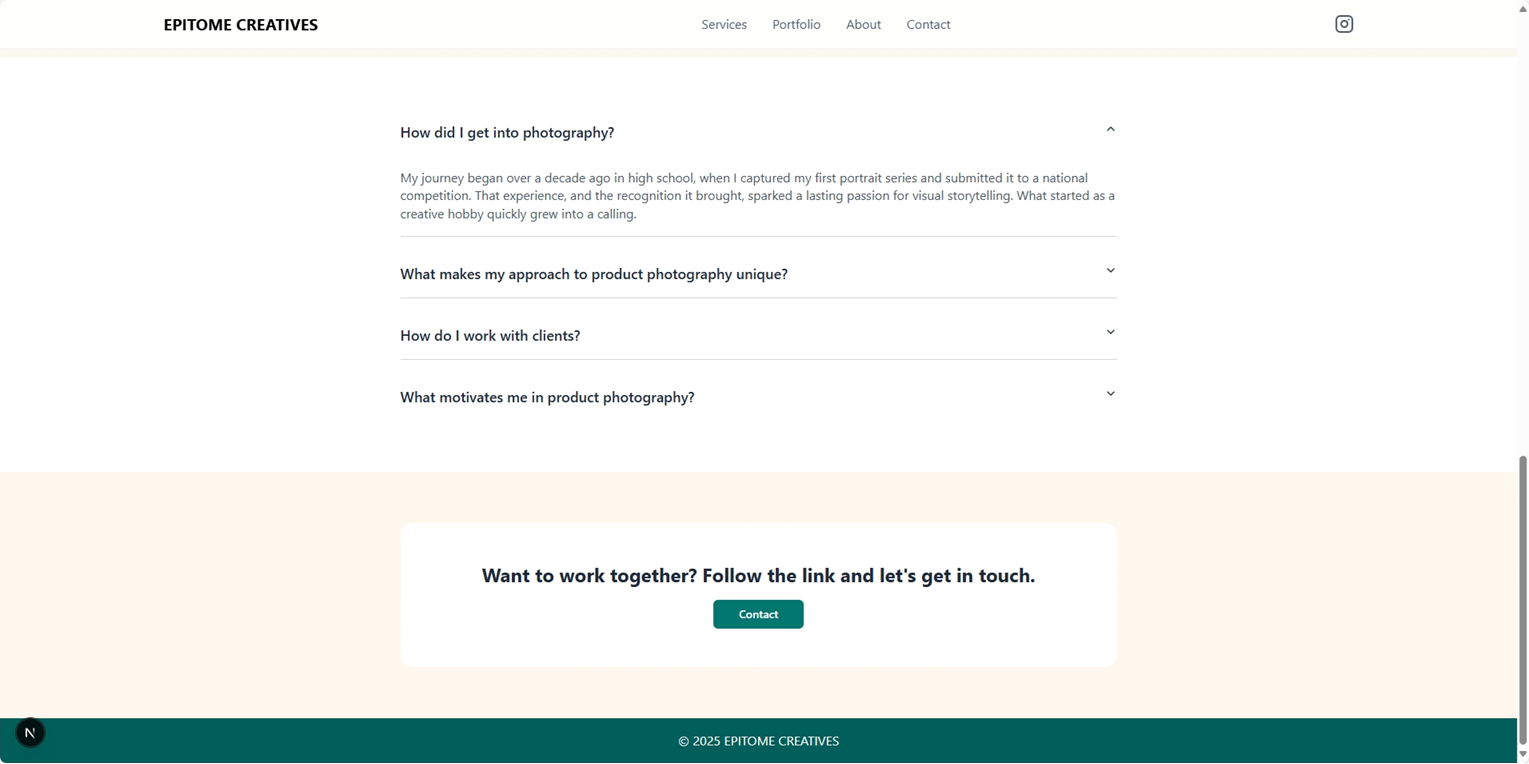 EPITOME CREATIVES
Services Portfolio About Contact
How did I get into photography?
My journey began over a decade ago in high school, when I captured my first portrait series and submitted it to a national
competition. That experience, and the recognition it brought, sparked a lasting passion for visual storytelling. What started as a
creative hobby quickly grew into a calling.
What makes my approach to product photography unique?
How do I work with clients?
What motivates me in product photography?
Want to work together? Follow the link and let's get in touch.
Contact
N
© 2025 EPITOME CREATIVES